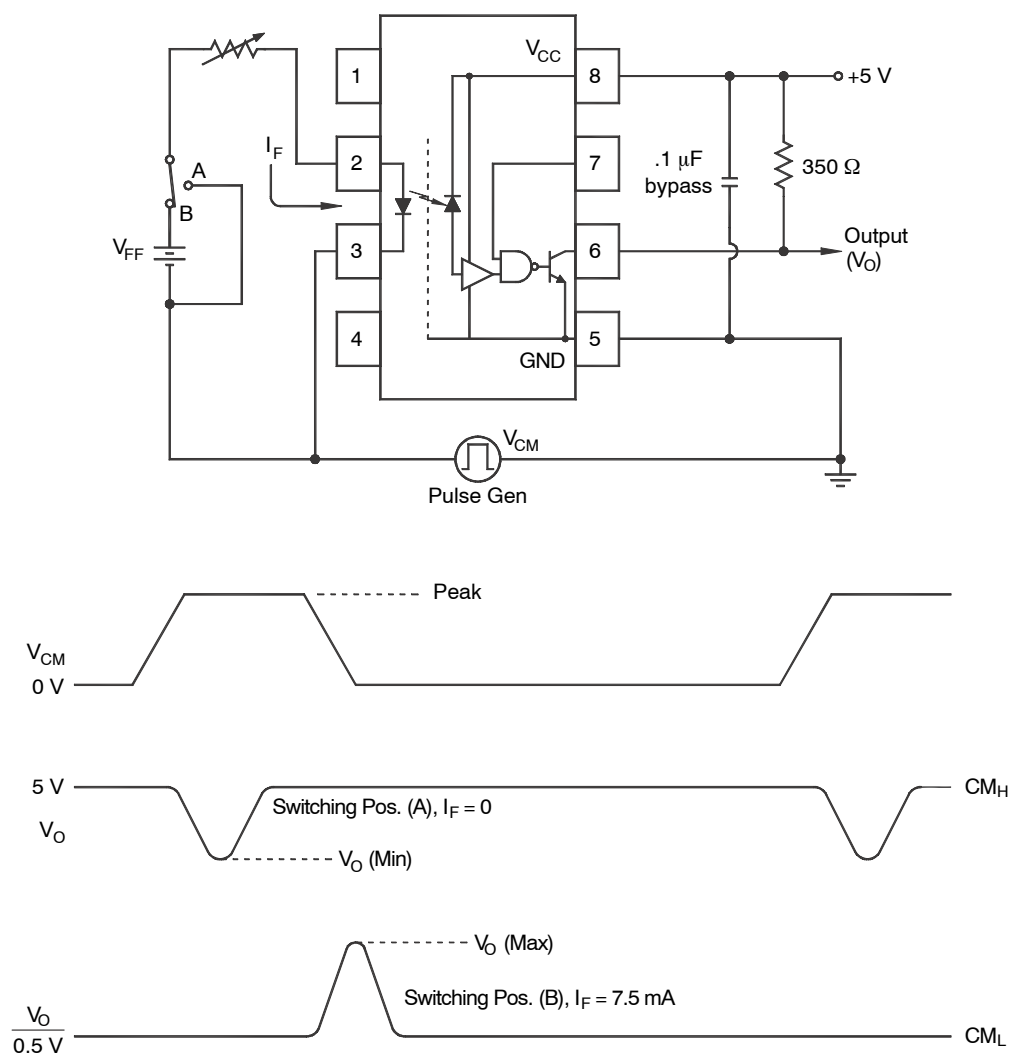 V_CC
1
8
+5 V
A
I_F
2
7
.1 μF
bypass
350 Ω
B
V_FF
3
6
Output
(V_O)
4
5
GND
V_CM
Pulse Gen
Peak
V_CM
0 V
5 V
CM_H
Switching Pos. (A), I_F = 0
V_O
V_O (Min)
V_O (Max)
Switching Pos. (B), I_F = 7.5 mA
V_O
0.5 V
CM_L